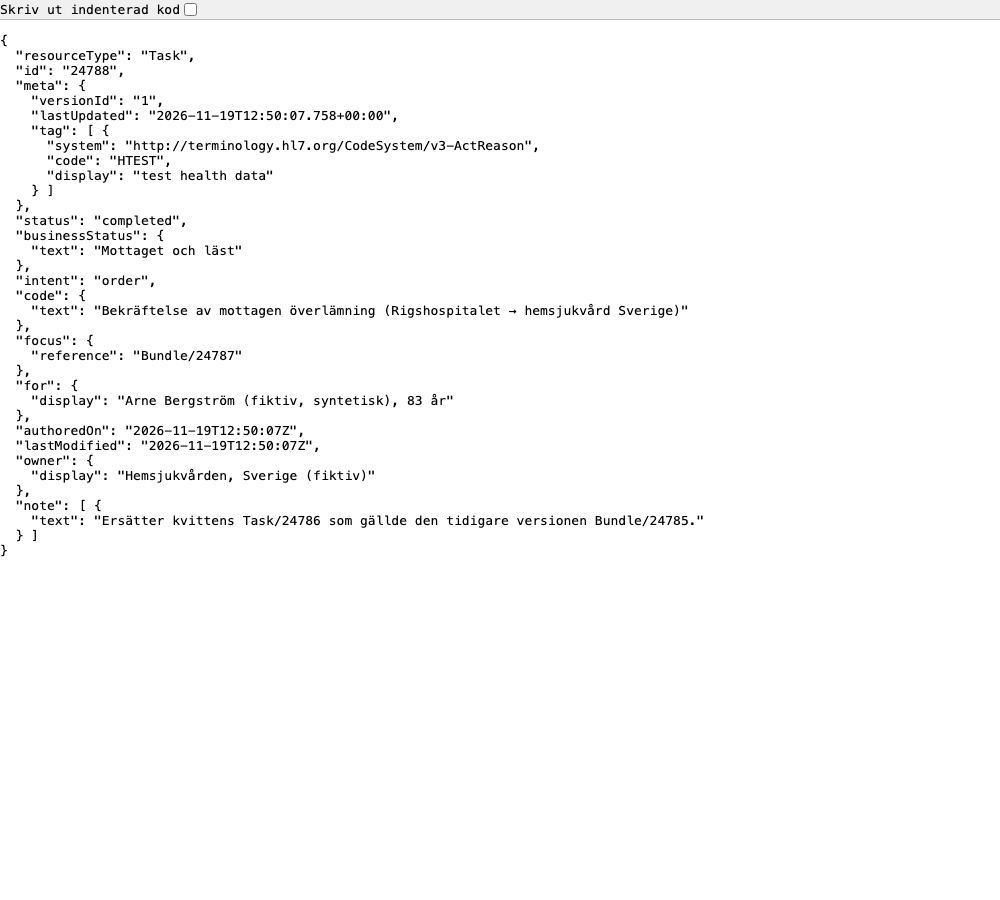 Skriv ut indenterad kod
{
  "resourceType": "Task",
  "id": "24788",
  "meta": {
    "versionId": "1",
    "lastUpdated": "2026-11-19T12:50:07.758+00:00",
    "tag": [ {
      "system": "http://terminology.hl7.org/CodeSystem/v3-ActReason",
      "code": "HTEST",
      "display": "test health data"
    } ]
  },
  "status": "completed",
  "businessStatus": {
    "text": "Mottaget och läst"
  },
  "intent": "order",
  "code": {
    "text": "Bekräftelse av mottagen överlämning (Rigshospitalet → hemsjukvård Sverige)"
  },
  "focus": {
    "reference": "Bundle/24787"
  },
  "for": {
    "display": "Arne Bergström (fiktiv, syntetisk), 83 år"
  },
  "authoredOn": "2026-11-19T12:50:07Z",
  "lastModified": "2026-11-19T12:50:07Z",
  "owner": {
    "display": "Hemsjukvården, Sverige (fiktiv)"
  },
  "note": [ {
    "text": "Ersätter kvittens Task/24786 som gällde den tidigare versionen Bundle/24785."
  } ]
}